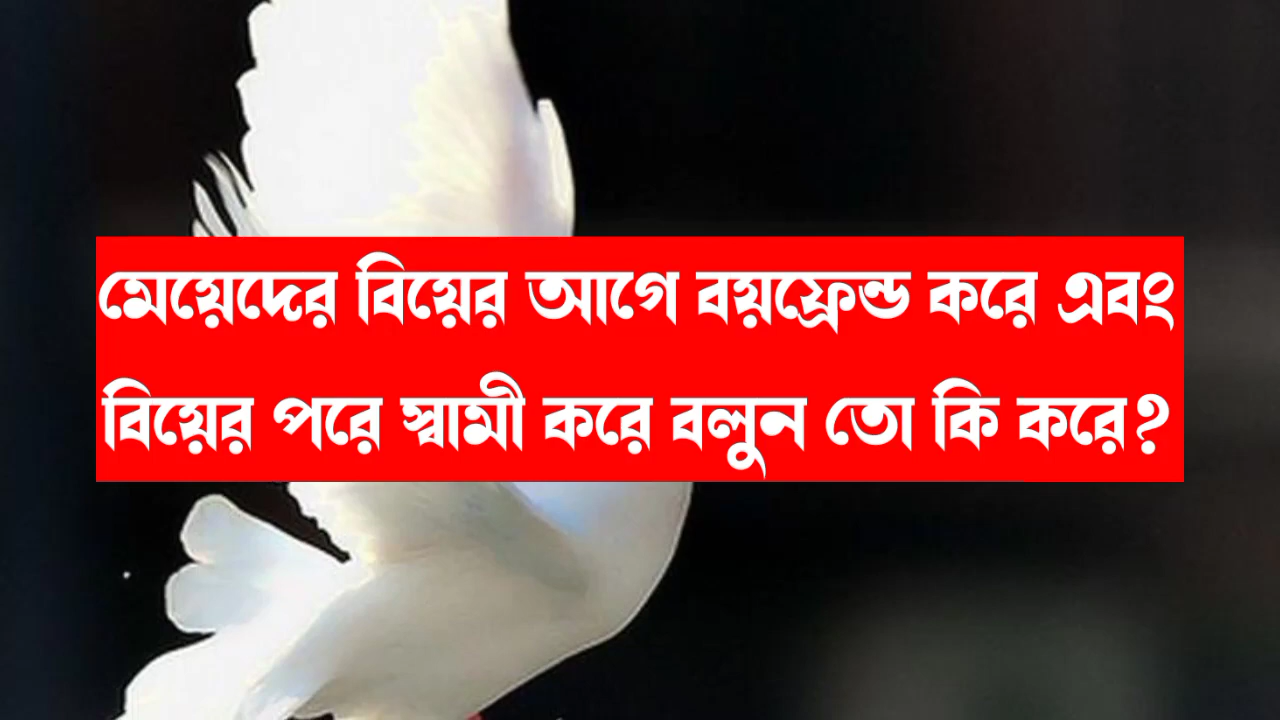 মেয়েদের বিয়ের আগে বয়ফ্রেন্ড করে এবং
বিয়ের পরে স্বামী করে বলুন তো কি করে?